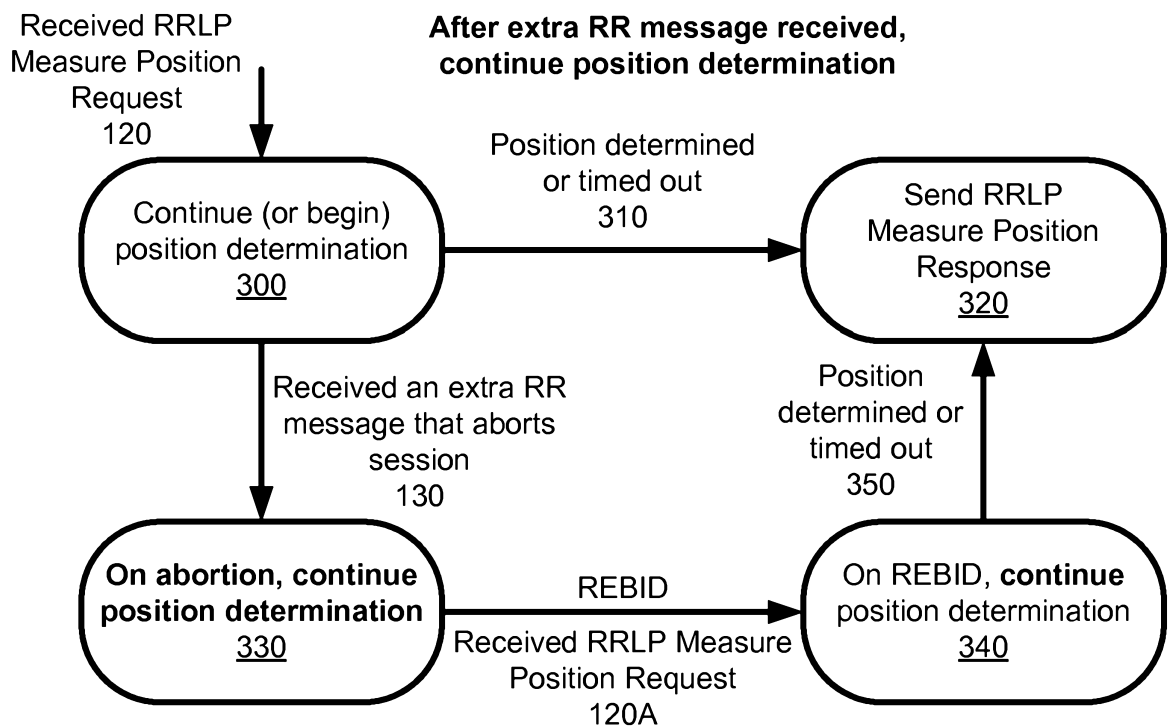 Received RRLP
Measure Position
Request
120
After extra RR message received,
continue position determination
Position determined
or timed out
310
Continue (or begin)
position determination
300
Send RRLP
Measure Position
Response
320
Received an extra RR
message that aborts
session
130
Position
determined or
timed out
350
On abortion, continue
position determination
330
REBID
Received RRLP Measure
Position Request
120A
On REBID, continue
position determination
340